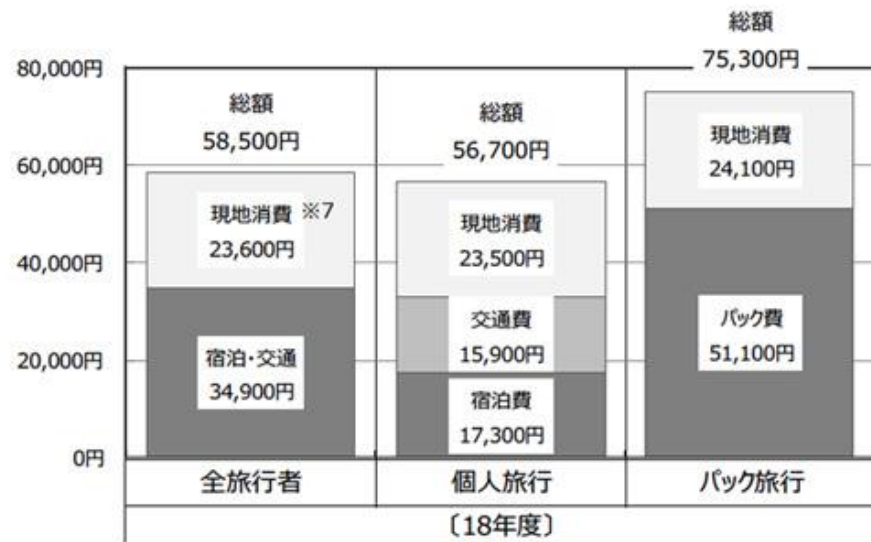 80,000円
60,000円
40,000円
20,000円
0円
総額
58,500円
現地消費 ※7
23,600円
宿泊・交通
34,900円
総額
56,700円
現地消費
23,500円
交通費
15,900円
宿泊費
17,300円
総額
75,300円
現地消費
24,100円
パック費
51,100円
全旅行者
個人旅行
パック旅行
〔18年度〕